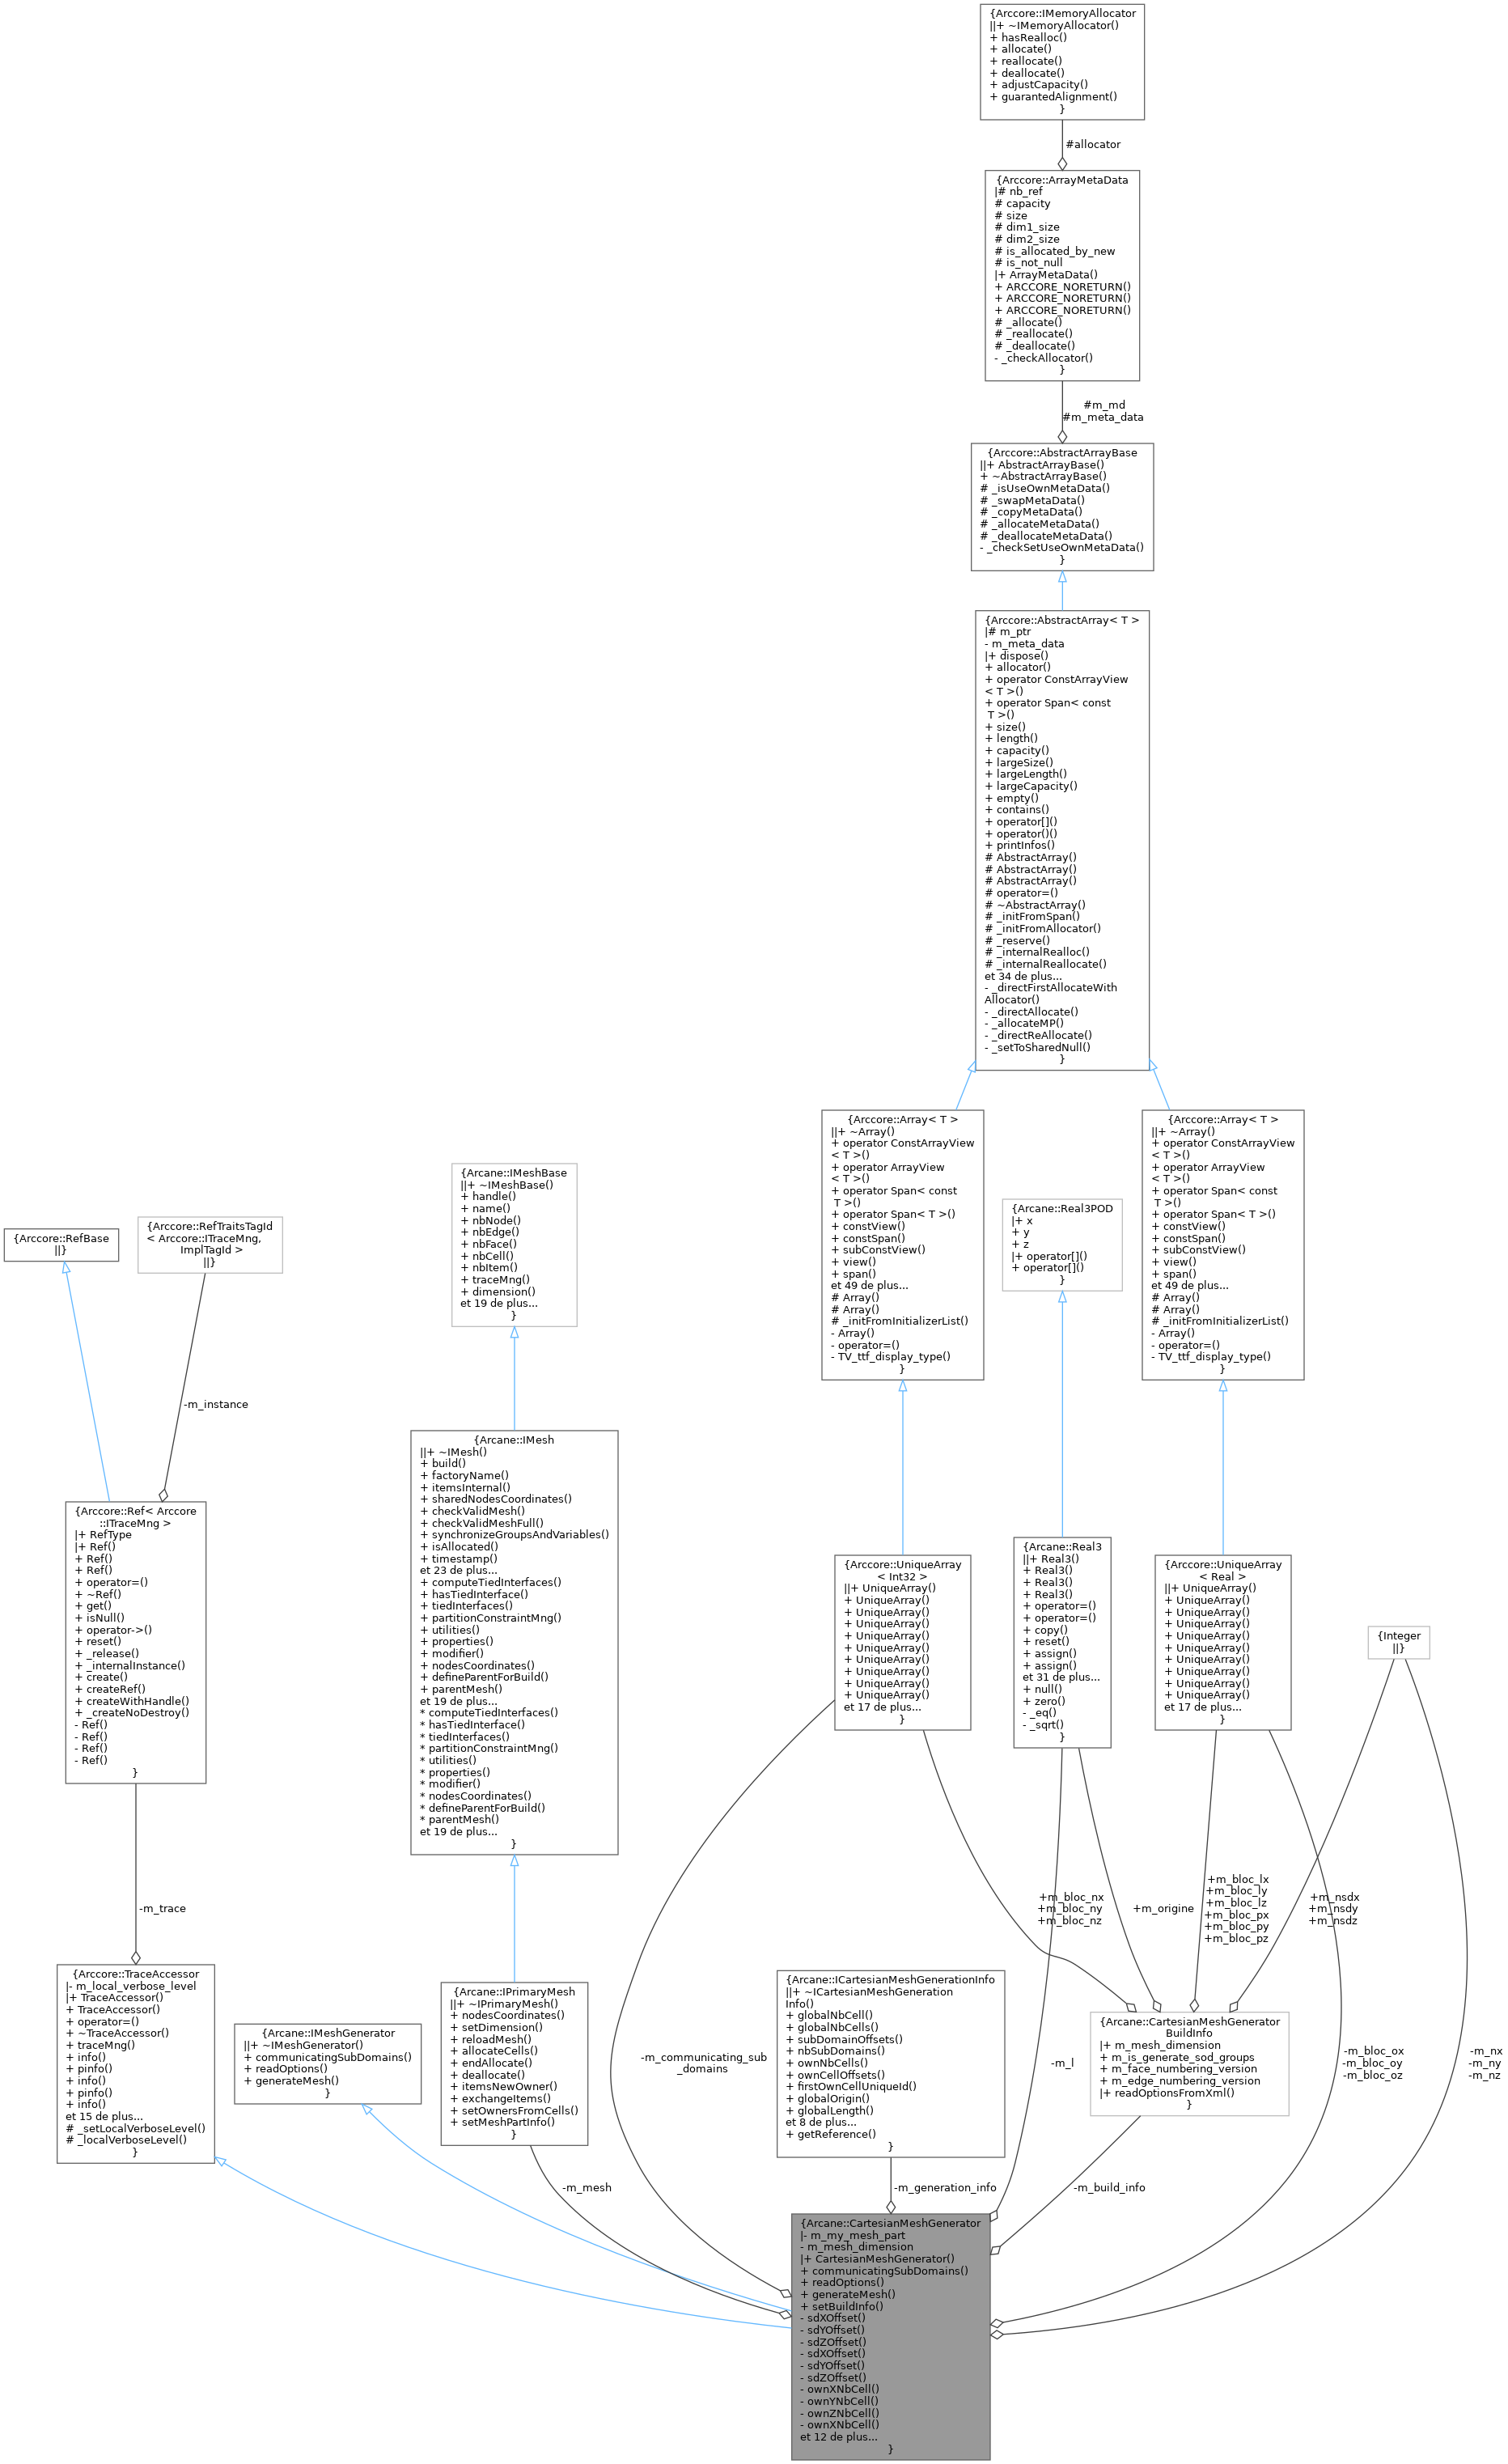 {Arccore::IMemoryAllocator
||+ ~IMemoryAllocator()
+ hasRealloc()
+ allocate()
+ reallocate()
+ deallocate()
+ adjustCapacity()
+ guarantedAlignment()
}
#allocator
{Arccore::ArrayMetaData
|# nb_ref
# capacity
# size
# dim1_size
# dim2_size
# is_allocated_by_new
# is_not_null
|+ ArrayMetaData()
+ ARCCORE_NORETURN()
+ ARCCORE_NORETURN()
+ ARCCORE_NORETURN()
# _allocate()
# _reallocate()
# _deallocate()
- _checkAllocator()
}
#m_md
#m_meta_data
{Arccore::AbstractArrayBase
||+ AbstractArrayBase()
+ ~AbstractArrayBase()
# _isUseOwnMetaData()
# _swapMetaData()
# _copyMetaData()
# _allocateMetaData()
# _deallocateMetaData()
- _checkSetUseOwnMetaData()
}
{Arccore::AbstractArray< T >
|# m_ptr
- m_meta_data
|+ dispose()
+ allocator()
+ operator ConstArrayView
< T >()
+ operator Span< const
T >()
+ size()
+ length()
+ capacity()
+ largeSize()
+ largeLength()
+ largeCapacity()
+ empty()
+ contains()
+ operator[]()
+ operator()()
+ printInfos()
# AbstractArray()
# AbstractArray()
# AbstractArray()
# operator=()
# ~AbstractArray()
# _initFromSpan()
# _initFromAllocator()
# _reserve()
# _internalRealloc()
# _internalReallocate()
et 34 de plus...
- _directFirstAllocateWith
Allocator()
- _directAllocate()
- _allocateMP()
- _directReAllocate()
- _setToSharedNull()
}
{Arccore::Array< T >
||+ ~Array()
+ operator ConstArrayView
< T >()
+ operator ArrayView
< T >()
+ operator Span< const
T >()
+ operator Span< T >()
+ constView()
+ constSpan()
+ subConstView()
+ view()
+ span()
et 49 de plus...
# Array()
# Array()
# _initFromInitializerList()
- Array()
- operator=()
- TV_ttf_display_type()
}
{Arccore::Array< T >
||+ ~Array()
+ operator ConstArrayView
< T >()
+ operator ArrayView
< T >()
+ operator Span< const
T >()
+ operator Span< T >()
+ constView()
+ constSpan()
+ subConstView()
+ view()
+ span()
et 49 de plus...
# Array()
# Array()
# _initFromInitializerList()
- Array()
- operator=()
- TV_ttf_display_type()
}
{Arcane::IMeshBase
||+ ~IMeshBase()
+ handle()
+ name()
+ nbNode()
+ nbEdge()
+ nbFace()
+ nbCell()
+ nbItem()
+ traceMng()
+ dimension()
et 19 de plus...
}
{Arcane::Real3POD
|+ x
+ y
+ z
|+ operator[]()
+ operator[]()
}
{Arccore::RefBase
||}
{Arccore::RefTraitsTagId
< Arccore::ITraceMng,
ImplTagId >
||}
-m_instance
{Arccore::Ref< Arccore
::ITraceMng >
|+ RefType
|+ Ref()
+ Ref()
+ Ref()
+ operator=()
+ ~Ref()
+ get()
+ isNull()
+ operator->()
+ reset()
+ _release()
+ _internalInstance()
+ create()
+ createRef()
+ createWithHandle()
+ _createNoDestroy()
- Ref()
- Ref()
- Ref()
- Ref()
}
{Arcane::IMesh
||+ ~IMesh()
+ build()
+ factoryName()
+ itemsInternal()
+ sharedNodesCoordinates()
+ checkValidMesh()
+ checkValidMeshFull()
+ synchronizeGroupsAndVariables()
+ isAllocated()
+ timestamp()
et 23 de plus...
+ computeTiedInterfaces()
+ hasTiedInterface()
+ tiedInterfaces()
+ partitionConstraintMng()
+ utilities()
+ properties()
+ modifier()
+ nodesCoordinates()
+ defineParentForBuild()
+ parentMesh()
et 19 de plus...
* computeTiedInterfaces()
* hasTiedInterface()
* tiedInterfaces()
* partitionConstraintMng()
* utilities()
* properties()
* modifier()
* nodesCoordinates()
* defineParentForBuild()
* parentMesh()
et 19 de plus...
}
{Arccore::UniqueArray
< Int32 >
||+ UniqueArray()
+ UniqueArray()
+ UniqueArray()
+ UniqueArray()
+ UniqueArray()
+ UniqueArray()
+ UniqueArray()
+ UniqueArray()
+ UniqueArray()
+ UniqueArray()
et 17 de plus...
}
{Arcane::Real3
||+ Real3()
+ Real3()
+ Real3()
+ Real3()
+ operator=()
+ operator=()
+ copy()
+ reset()
+ assign()
+ assign()
et 31 de plus...
+ null()
+ zero()
- _eq()
- _sqrt()
}
{Arccore::UniqueArray
< Real >
||+ UniqueArray()
+ UniqueArray()
+ UniqueArray()
+ UniqueArray()
+ UniqueArray()
+ UniqueArray()
+ UniqueArray()
+ UniqueArray()
+ UniqueArray()
+ UniqueArray()
et 17 de plus...
}
{Integer
||}
-m_trace
+m_bloc_nx
+m_bloc_ny
+m_bloc_nz
+m_origine
+m_bloc_lx
+m_bloc_ly
+m_bloc_lz
+m_bloc_px
+m_bloc_py
+m_bloc_pz
+m_nsdx
+m_nsdy
+m_nsdz
{Arccore::TraceAccessor
|- m_local_verbose_level
|+ TraceAccessor()
+ TraceAccessor()
+ operator=()
+ ~TraceAccessor()
+ traceMng()
+ info()
+ pinfo()
+ info()
+ pinfo()
+ info()
et 15 de plus...
# _setLocalVerboseLevel()
# _localVerboseLevel()
}
{Arcane::IMeshGenerator
||+ ~IMeshGenerator()
+ communicatingSubDomains()
+ readOptions()
+ generateMesh()
}
{Arcane::IPrimaryMesh
||+ ~IPrimaryMesh()
+ nodesCoordinates()
+ setDimension()
+ reloadMesh()
+ allocateCells()
+ endAllocate()
+ deallocate()
+ itemsNewOwner()
+ exchangeItems()
+ setOwnersFromCells()
+ setMeshPartInfo()
}
-m_communicating_sub
_domains
{Arcane::ICartesianMeshGenerationInfo
||+ ~ICartesianMeshGeneration
Info()
+ globalNbCell()
+ globalNbCells()
+ subDomainOffsets()
+ nbSubDomains()
+ ownNbCells()
+ ownCellOffsets()
+ firstOwnCellUniqueId()
+ globalOrigin()
+ globalLength()
et 8 de plus...
+ getReference()
}
-m_l
{Arcane::CartesianMeshGenerator
BuildInfo
|+ m_mesh_dimension
+ m_is_generate_sod_groups
+ m_face_numbering_version
+ m_edge_numbering_version
|+ readOptionsFromXml()
}
-m_bloc_ox
-m_bloc_oy
-m_bloc_oz
-m_nx
-m_ny
-m_nz
-m_mesh
-m_generation_info
-m_build_info
{Arcane::CartesianMeshGenerator
|- m_my_mesh_part
- m_mesh_dimension
|+ CartesianMeshGenerator()
+ communicatingSubDomains()
+ readOptions()
+ generateMesh()
+ setBuildInfo()
- sdXOffset()
- sdYOffset()
- sdZOffset()
- sdXOffset()
- sdYOffset()
- sdZOffset()
- ownXNbCell()
- ownYNbCell()
- ownZNbCell()
- ownXNbCell()
et 12 de plus...
}